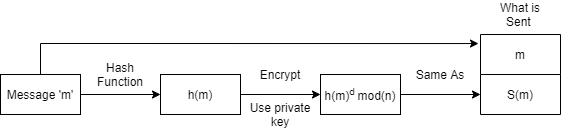 What is
Sent
Hash
Function
Encrypt
Same As
m
Message 'm'
h(m)
h(m)^d mod(n)
S(m)
Use private
key